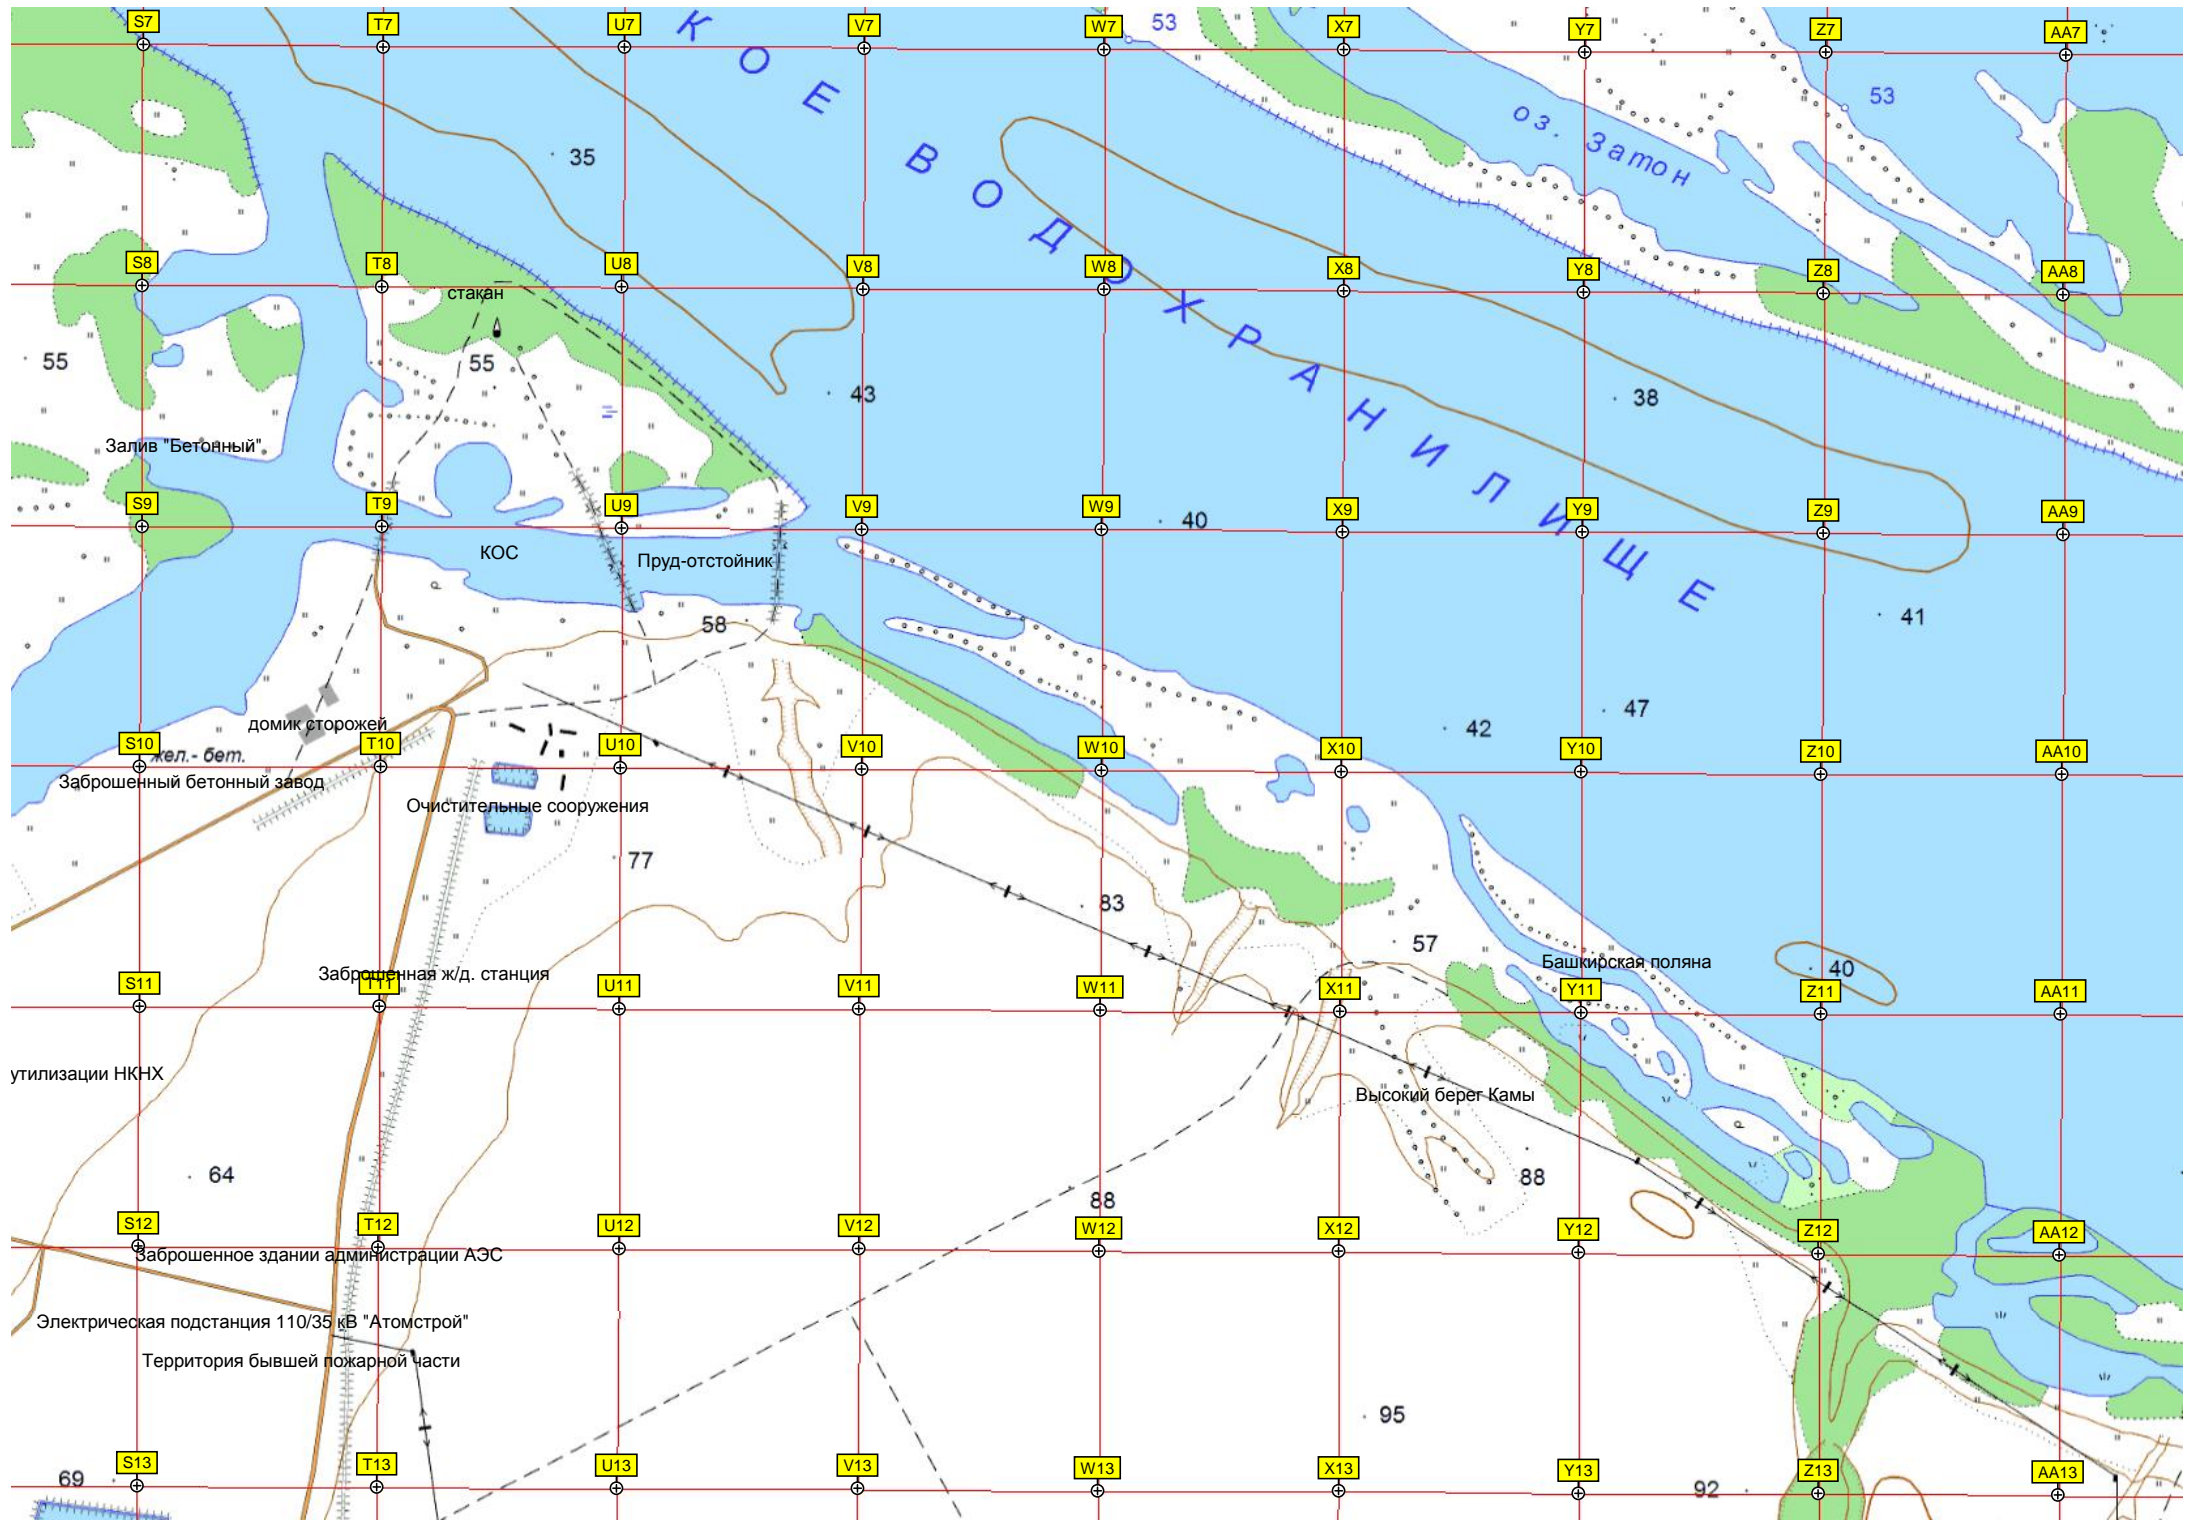 S7 T7 U7 V7 W7 X7 Y7 Z7 AA7
53
КОЕ ВОДОХРАНИЛИЩЕ
53
оз. Затон
35
S8 T8 U8 V8 W8 X8 Y8 Z8 AA8
стакан
55
55
43
38
Залив "Бетонный"
S9 T9 U9 V9 W9 X9 Y9 Z9 AA9
40
КОС
Пруд-отстойник
58
41
47
42
домик сторожей
S10 T10 U10 V10 W10 X10 Y10 Z10 AA10
жел.- бет.
Заброшенный бетонный завод
Очистительные сооружения
77
83
57
Башкирская поляна
40
Заброшенная ж/д. станция
S11 T11 U11 V11 W11 X11 Y11 Z11 AA11
утилизации НКНХ
Высокий берег Камы
64
88
88
S12 T12 U12 V12 W12 X12 Y12 Z12 AA12
Заброшенное здании администрации АЭС
Электрическая подстанция 110/35 кВ "Атомстрой"
Территория бывшей пожарной части
95
69
92
S13 T13 U13 V13 W13 X13 Y13 Z13 AA13